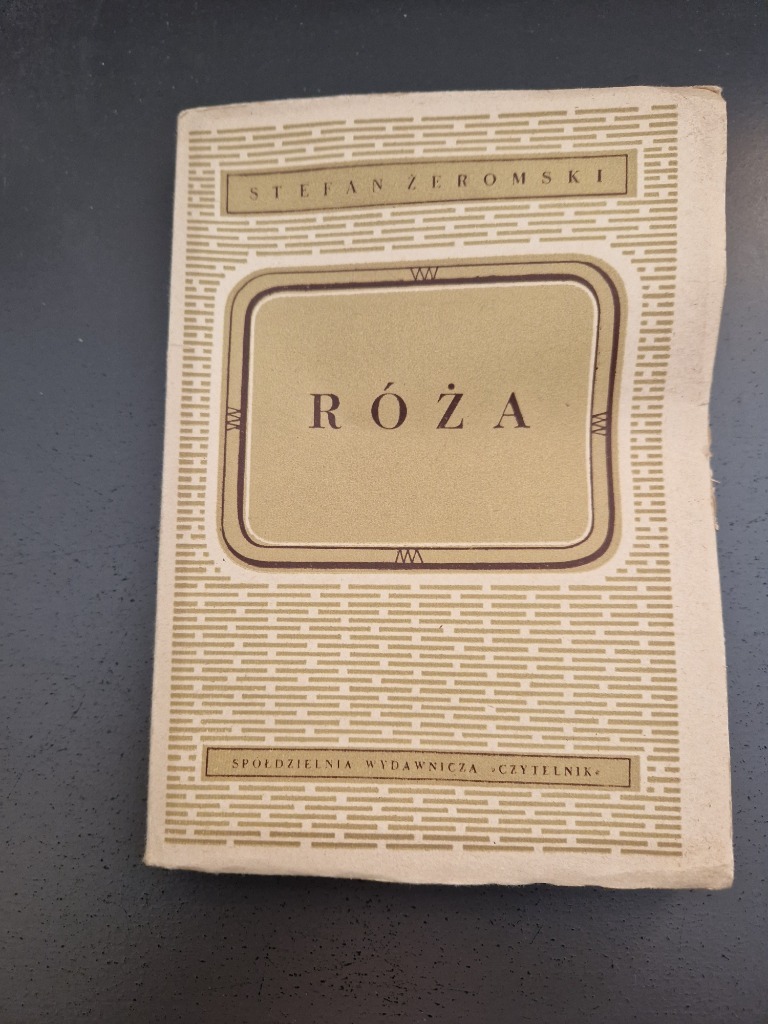 STEFAN ŻEROMSKI
RÓŻA
SPÓŁDZIELNIA WYDAWNICZA »CZYTELNIK«